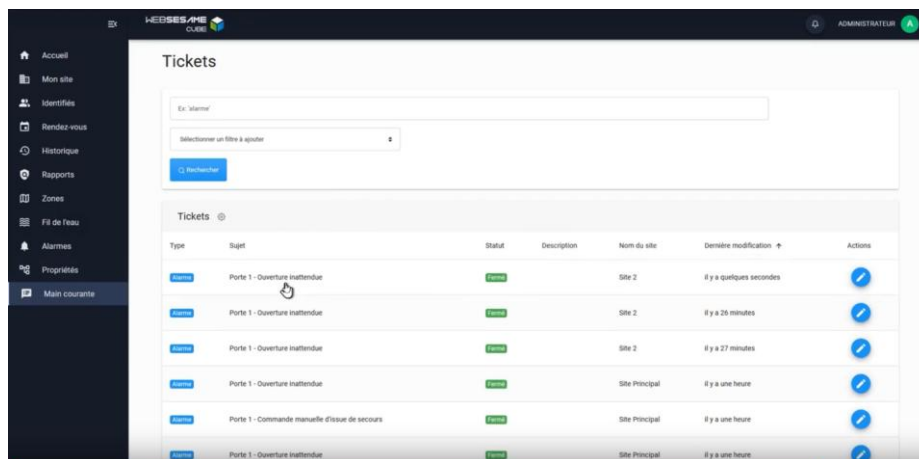 WEBSESAME
CUBE
ADMINISTRATEUR A
Accueil
Mon site
Identifiés
Rendez-vous
Historique
Rapports
Zones
Fil de l'eau
Alarmes
Propriétés
Main courante
Tickets
Ex: 'alarme'
Sélectionner un filtre à ajouter
Rechercher
Tickets
Type Sujet Statut Description Nom du site Dernière modification Actions
Alarme Porte 1 - Ouverture inattendue Fermé Site 2 il y a quelques secondes
Alarme Porte 1 - Ouverture inattendue Fermé Site 2 il y a 26 minutes
Alarme Porte 1 - Ouverture inattendue Fermé Site 2 il y a 27 minutes
Alarme Porte 1 - Ouverture inattendue Fermé Site Principal il y a une heure
Alarme Porte 1 - Commande manuelle d'issue de secours Fermé Site Principal il y a une heure
Alarme Porte 1 - Ouverture inattendue Fermé Site Principal il y a une heure